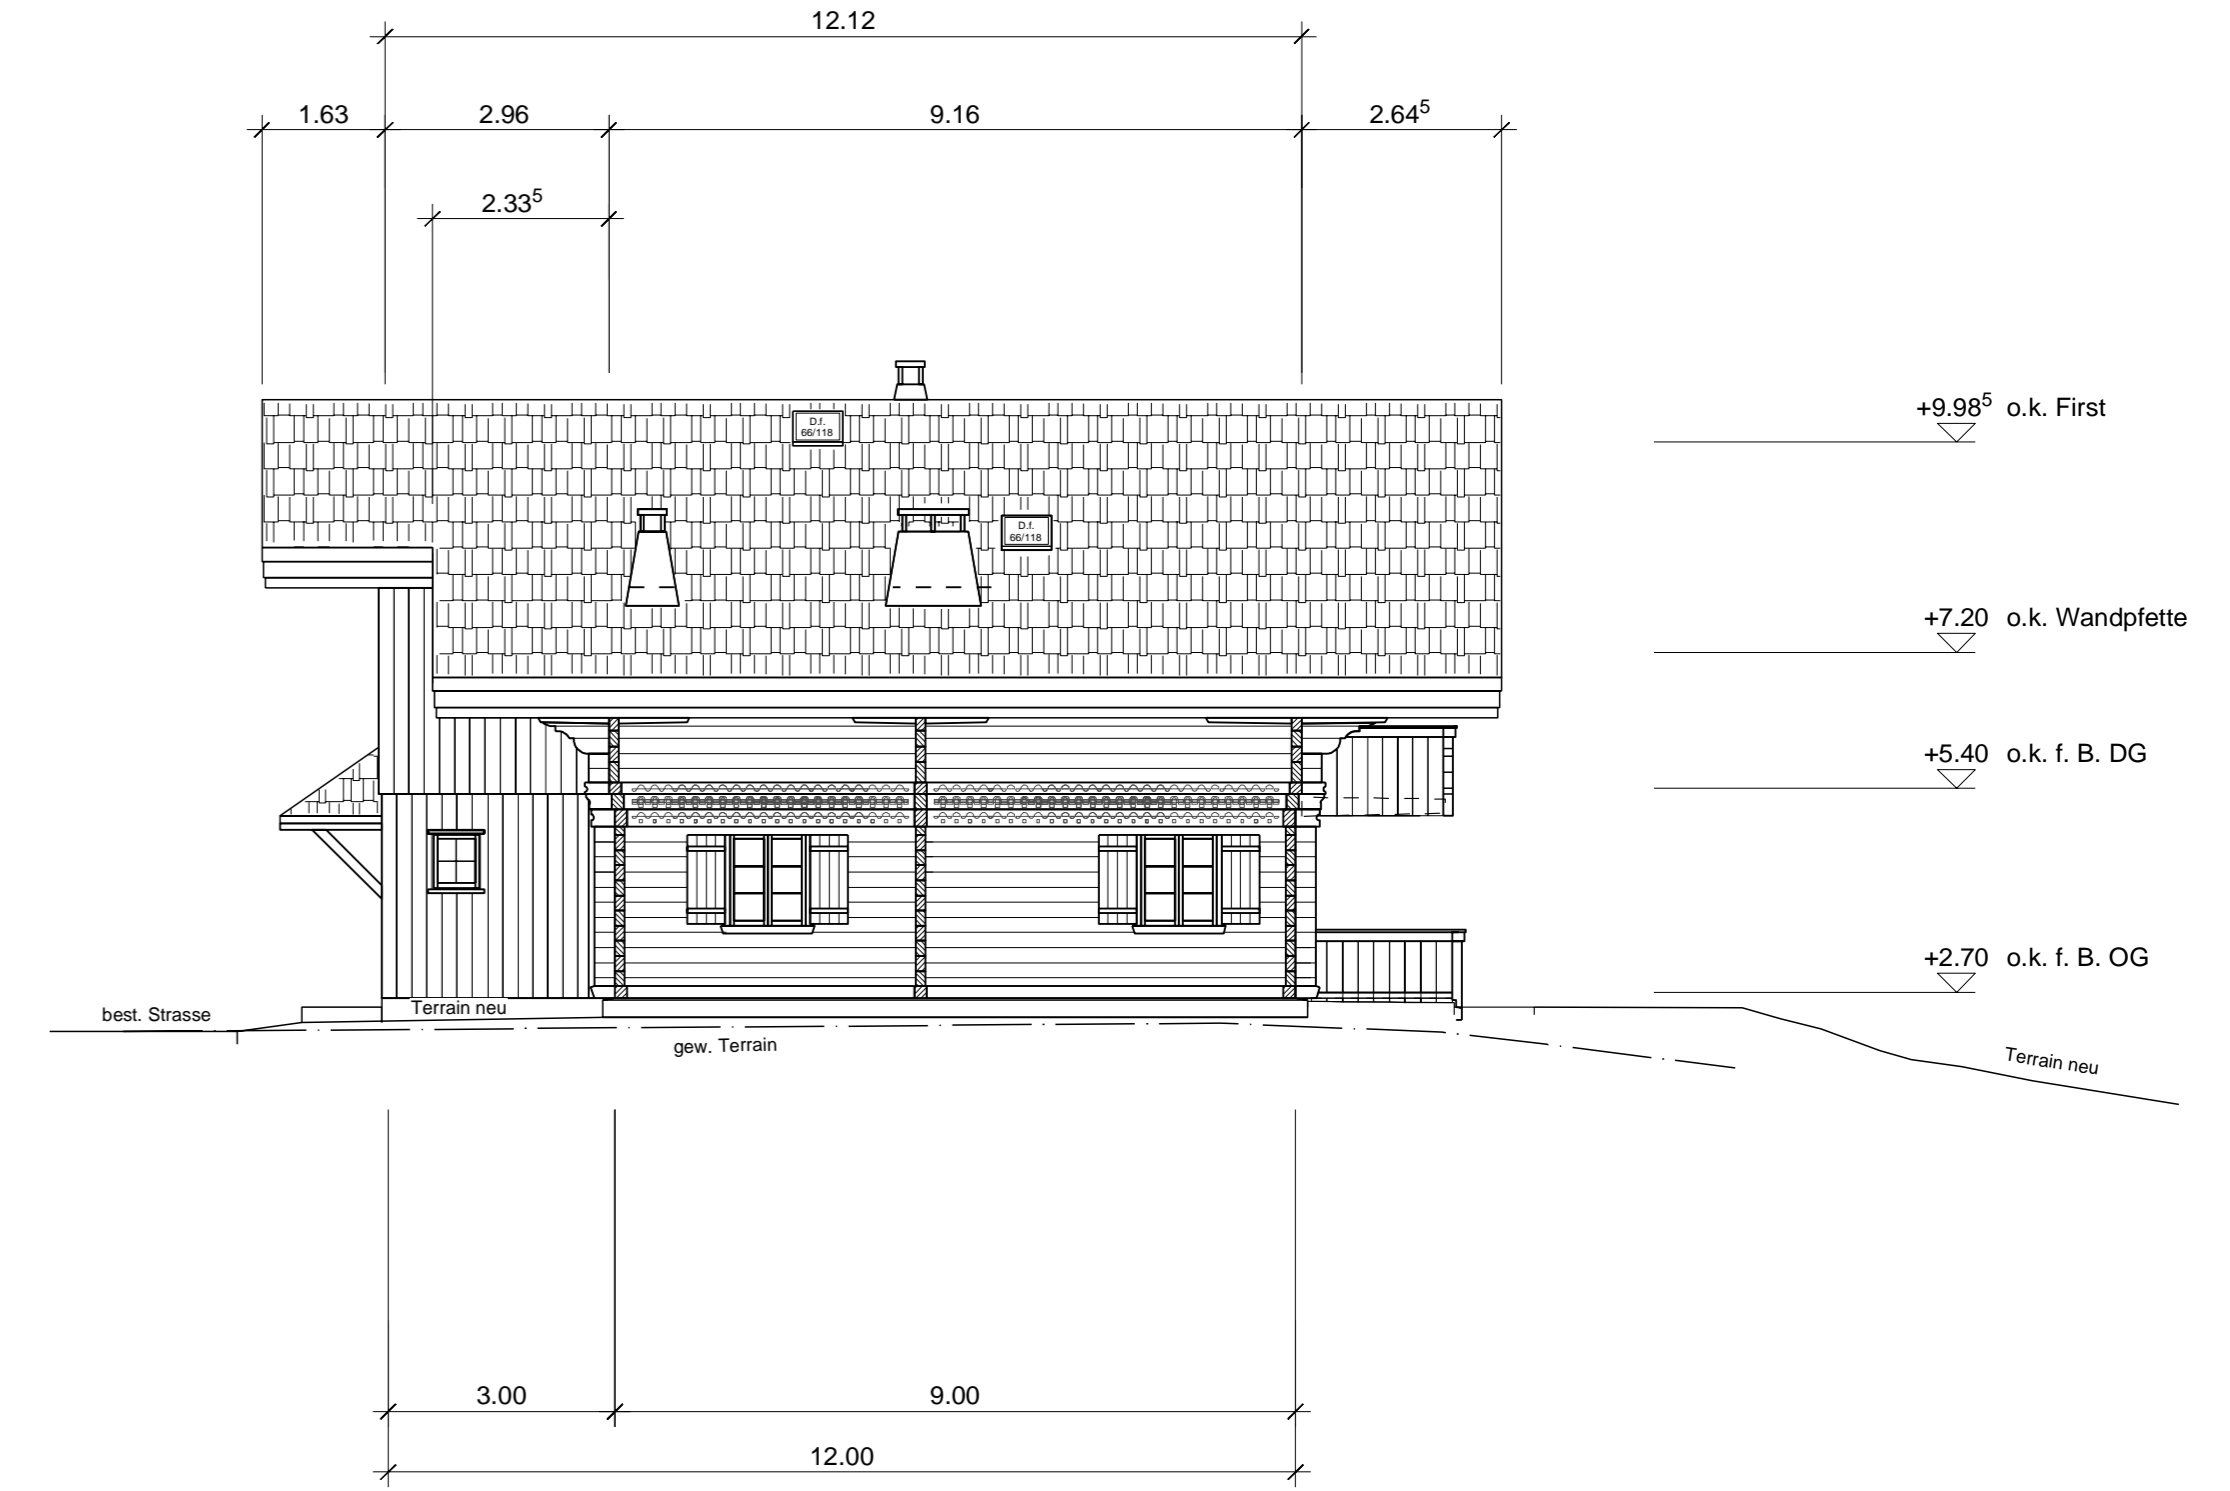 12.12
1.63 2.96 9.16 2.64⁵
2.33⁵
+9.98⁵ o.k. First
D.f.
66/118
D.f.
66/118
+7.20 o.k. Wandpfette
+5.40 o.k. f. B. DG
+2.70 o.k. f. B. OG
best. Strasse
Terrain neu
gew. Terrain
Terrain neu
3.00 9.00
12.00